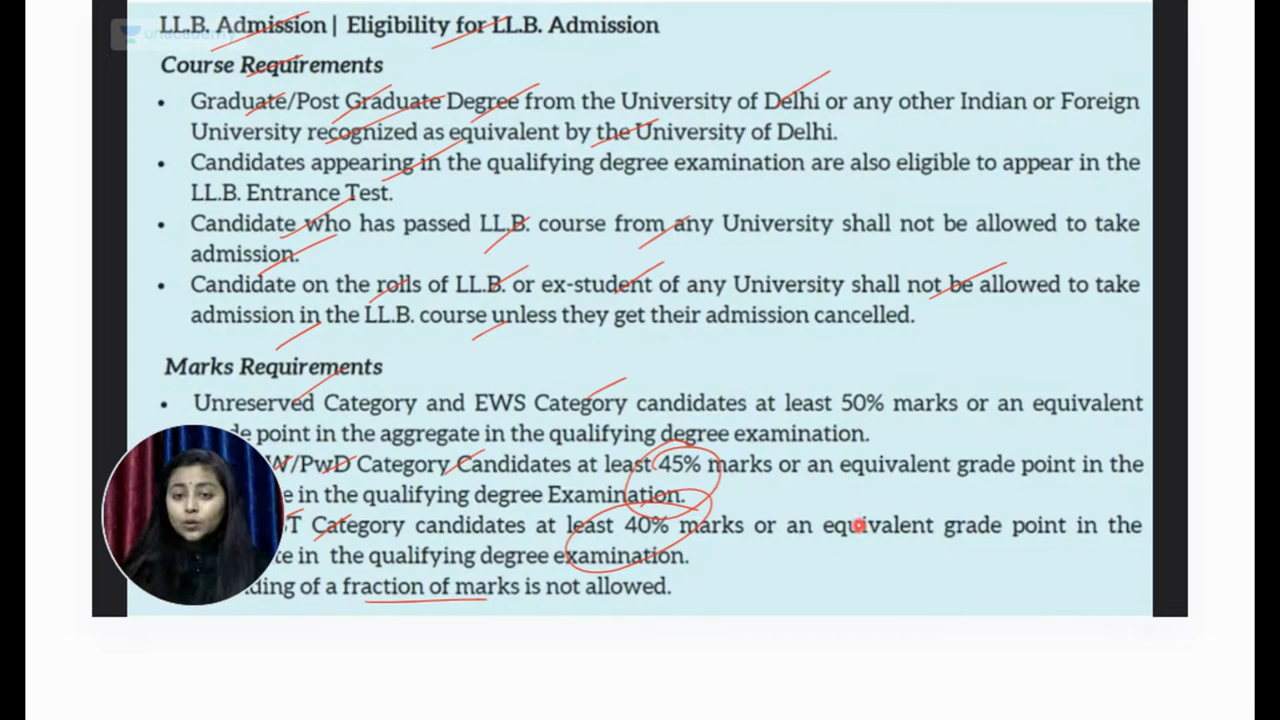 LL.B. Admission | Eligibility for LL.B. Admission
unacademy
Course Requirements
• Graduate/Post Graduate Degree from the University of Delhi or any other Indian or Foreign
University recognized as equivalent by the University of Delhi.
• Candidates appearing in the qualifying degree examination are also eligible to appear in the
LL.B. Entrance Test.
• Candidate who has passed LL.B. course from any University shall not be allowed to take
admission.
• Candidate on the rolls of LL.B. or ex-student of any University shall not be allowed to take
admission in the LL.B. course unless they get their admission cancelled.
Marks Requirements
• Unreserved Category and EWS Category candidates at least 50% marks or an equivalent
point in the aggregate in the qualifying degree examination.
W/PwD Category Candidates at least 45% marks or an equivalent grade point in the
in the qualifying degree Examination.
Category candidates at least 40% marks or an equivalent grade point in the
in the qualifying degree examination.
of a fraction of marks is not allowed.